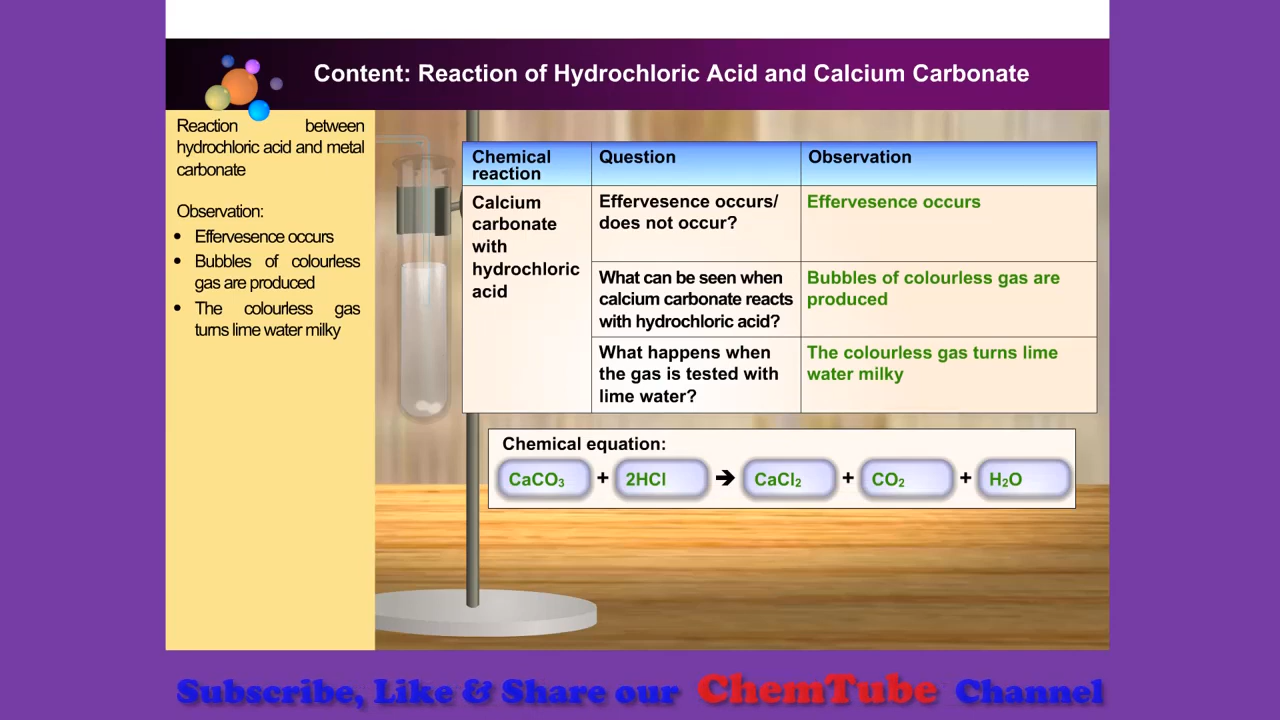 Content: Reaction of Hydrochloric Acid and Calcium Carbonate
Reaction between
hydrochloric acid and metal
carbonate
Observation:
• Effervesence occurs
• Bubbles of colourless
gas are produced
• The colourless gas
turns lime water milky
Chemical
reaction
Question
Observation
Calcium
carbonate
with
hydrochloric
acid
Effervesence occurs/
does not occur?
Effervesence occurs
What can be seen when
calcium carbonate reacts
with hydrochloric acid?
Bubbles of colourless gas are
produced
What happens when
the gas is tested with
lime water?
The colourless gas turns lime
water milky
Chemical equation:
CaCO₃ + 2HCl ➔ CaCl₂ + CO₂ + H₂O
Subscribe, Like & Share our ChemTube Channel